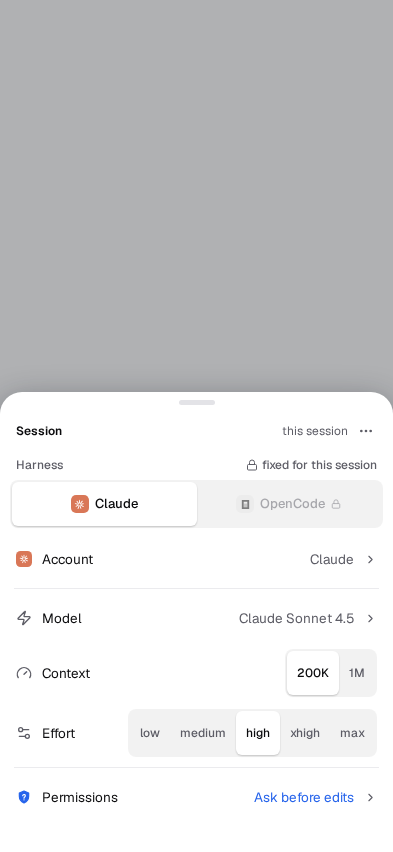 Session this session ...
Harness fixed for this session
Claude OpenCode
Account Claude
Model Claude Sonnet 4.5
Context 200K 1M
Effort low medium high xhigh max
Permissions Ask before edits